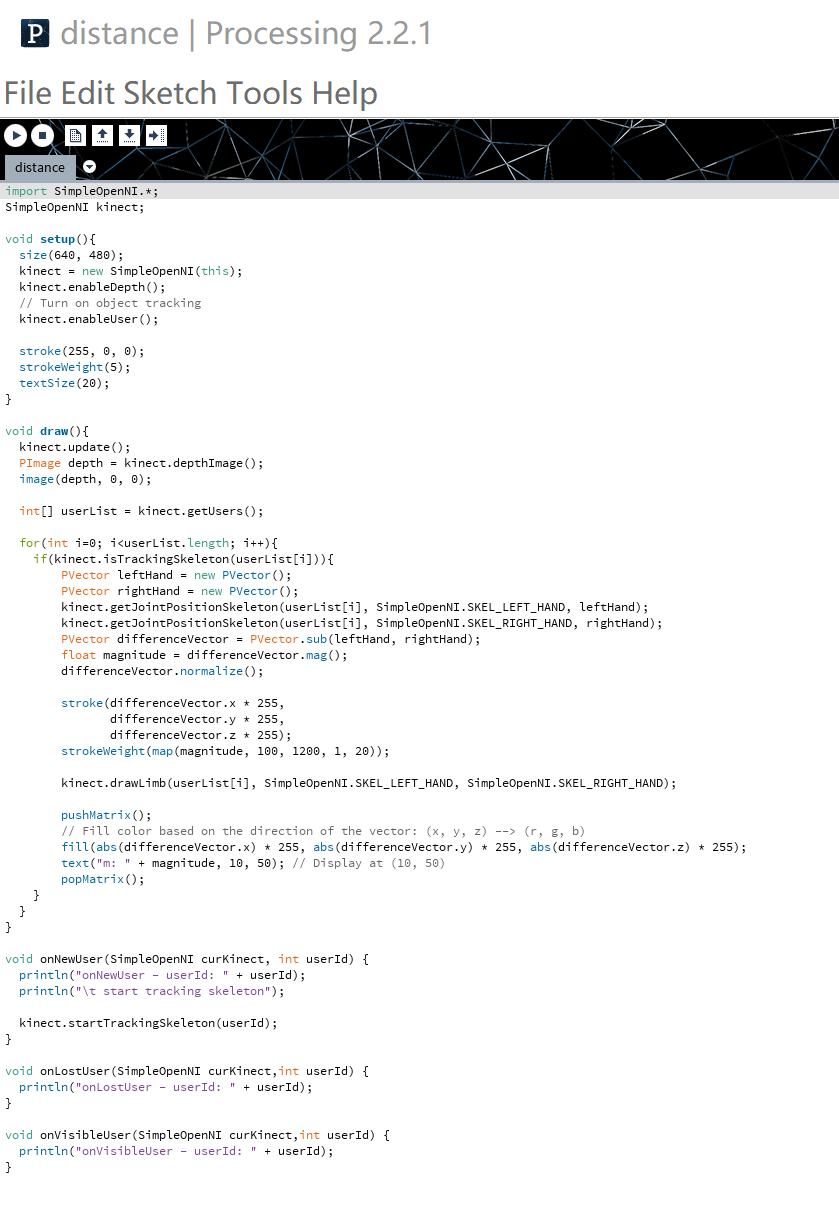 P distance | Processing 2.2.1
File Edit Sketch Tools Help
distance
import SimpleOpenNI.*;
SimpleOpenNI kinect;

void setup(){
  size(640, 480);
  kinect = new SimpleOpenNI(this);
  kinect.enableDepth();
  // Turn on object tracking
  kinect.enableUser();

  stroke(255, 0, 0);
  strokeWeight(5);
  textSize(20);
}

void draw(){
  kinect.update();
  PImage depth = kinect.depthImage();
  image(depth, 0, 0);

  int[] userList = kinect.getUsers();

  for(int i=0; i<userList.length; i++){
    if(kinect.isTrackingSkeleton(userList[i])){
        PVector leftHand = new PVector();
        PVector rightHand = new PVector();
        kinect.getJointPositionSkeleton(userList[i], SimpleOpenNI.SKEL_LEFT_HAND, leftHand);
        kinect.getJointPositionSkeleton(userList[i], SimpleOpenNI.SKEL_RIGHT_HAND, rightHand);
        PVector differenceVector = PVector.sub(leftHand, rightHand);
        float magnitude = differenceVector.mag();
        differenceVector.normalize();

        stroke(differenceVector.x * 255,
               differenceVector.y * 255,
               differenceVector.z * 255);
        strokeWeight(map(magnitude, 100, 1200, 1, 20));

        kinect.drawLimb(userList[i], SimpleOpenNI.SKEL_LEFT_HAND, SimpleOpenNI.SKEL_RIGHT_HAND);

        pushMatrix();
        // Fill color based on the direction of the vector: (x, y, z) --> (r, g, b)
        fill(abs(differenceVector.x) * 255, abs(differenceVector.y) * 255, abs(differenceVector.z) * 255);
        text("m: " + magnitude, 10, 50); // Display at (10, 50)
        popMatrix();
    }
  }
}

void onNewUser(SimpleOpenNI curKinect, int userId) {
  println("onNewUser - userId: " + userId);
  println("\t start tracking skeleton");

  kinect.startTrackingSkeleton(userId);
}

void onLostUser(SimpleOpenNI curKinect,int userId) {
  println("onLostUser - userId: " + userId);
}

void onVisibleUser(SimpleOpenNI curKinect,int userId) {
  println("onVisibleUser - userId: " + userId);
}